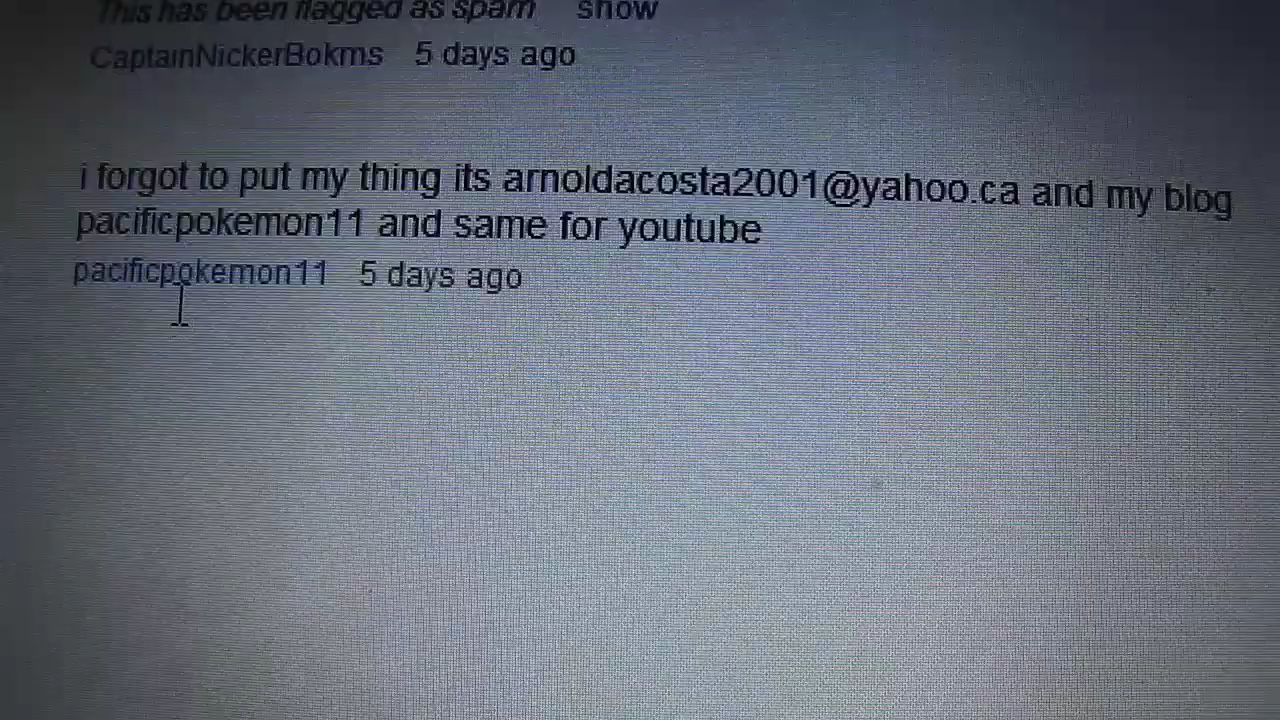 This has been flagged as spam show
CaptainNickerBokms 5 days ago
i forgot to put my thing its arnoldacosta2001@yahoo.ca and my blog
pacificpokemon11 and same for youtube
pacificpokemon11 5 days ago